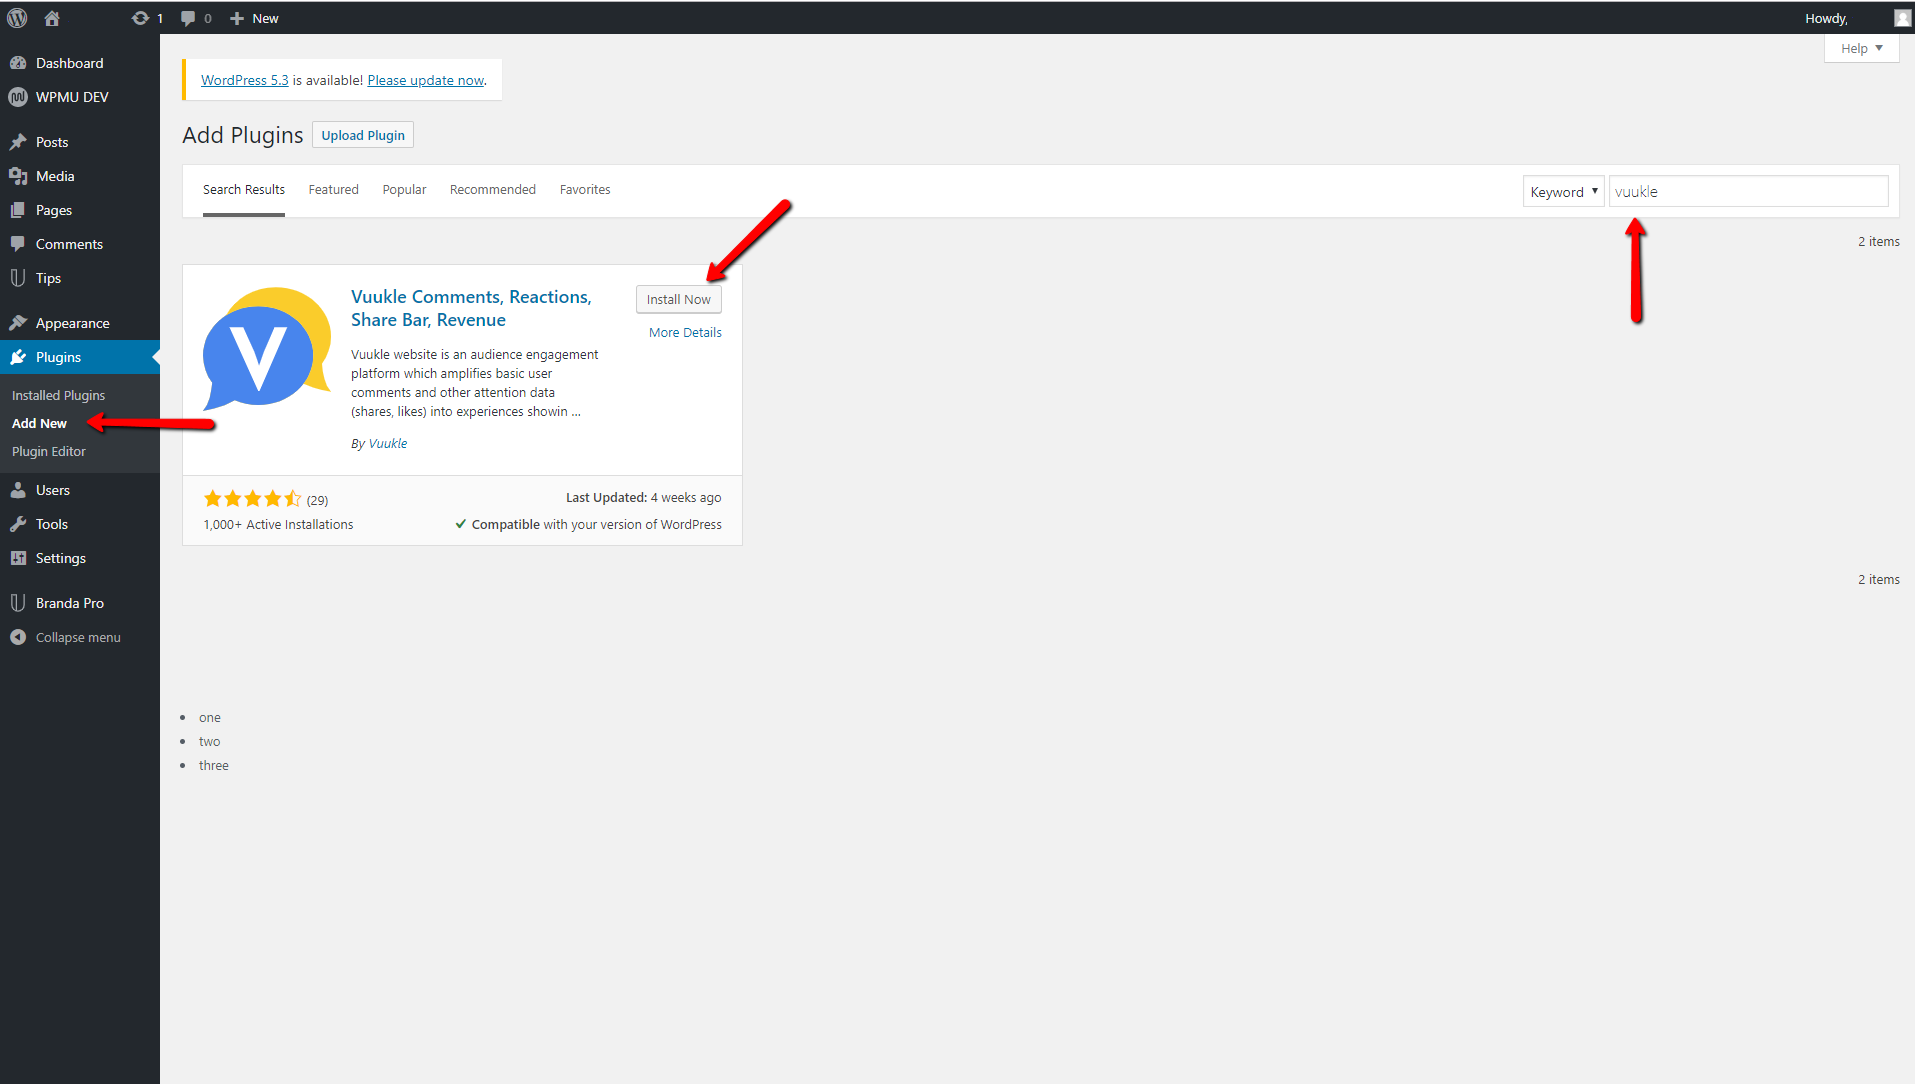 1 0 New Howdy,
Help ▼
Dashboard
WPMU DEV
Posts
Media
Pages
Comments
Tips
Appearance
Plugins
Installed Plugins
Add New
Plugin Editor
Users
Tools
Settings
Branda Pro
Collapse menu
WordPress 5.3 is available! Please update now.
Add Plugins Upload Plugin
Search Results Featured Popular Recommended Favorites Keyword ▼ vuukle
2 items
V
Vuukle Comments, Reactions,
Share Bar, Revenue
Install Now
More Details
Vuukle website is an audience engagement
platform which amplifies basic user
comments and other attention data
(shares, likes) into experiences showin …
By Vuukle
(29)
Last Updated: 4 weeks ago
1,000+ Active Installations
Compatible with your version of WordPress
2 items
• one
• two
• three